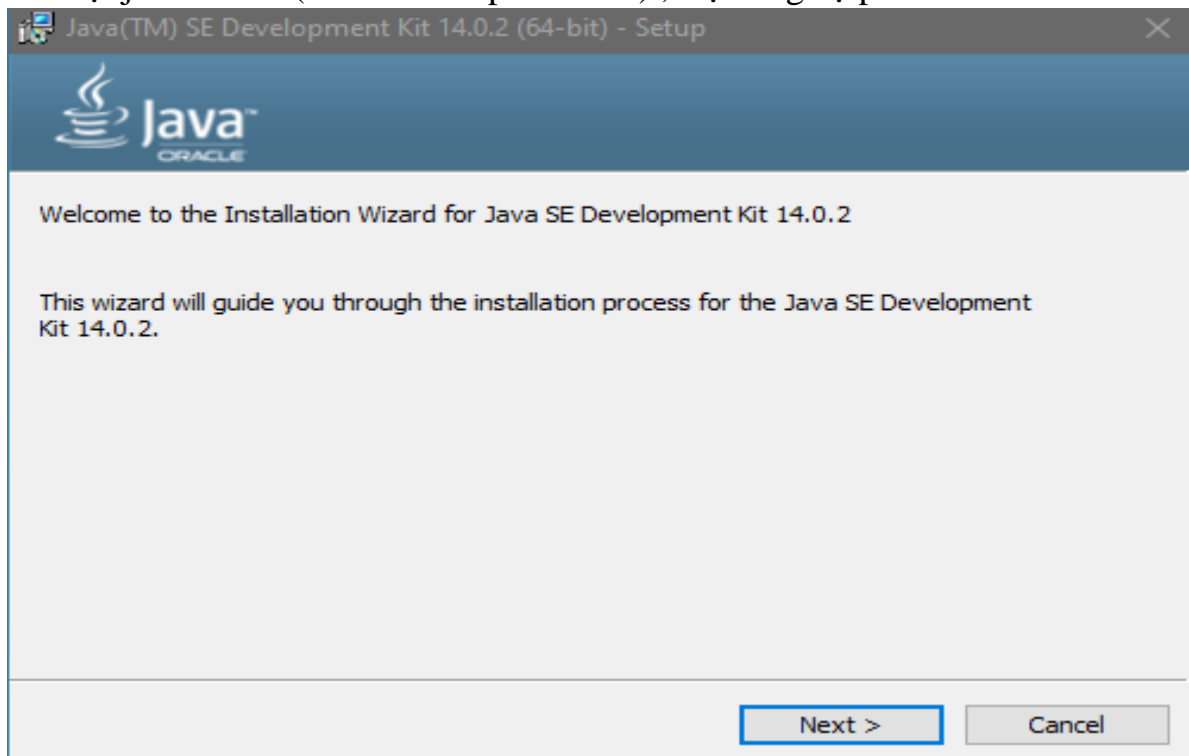 Java(TM) SE Development Kit 14.0.2 (64-bit) - Setup
Java™
ORACLE
Welcome to the Installation Wizard for Java SE Development Kit 14.0.2
This wizard will guide you through the installation process for the Java SE Development
Kit 14.0.2.
Next >
Cancel